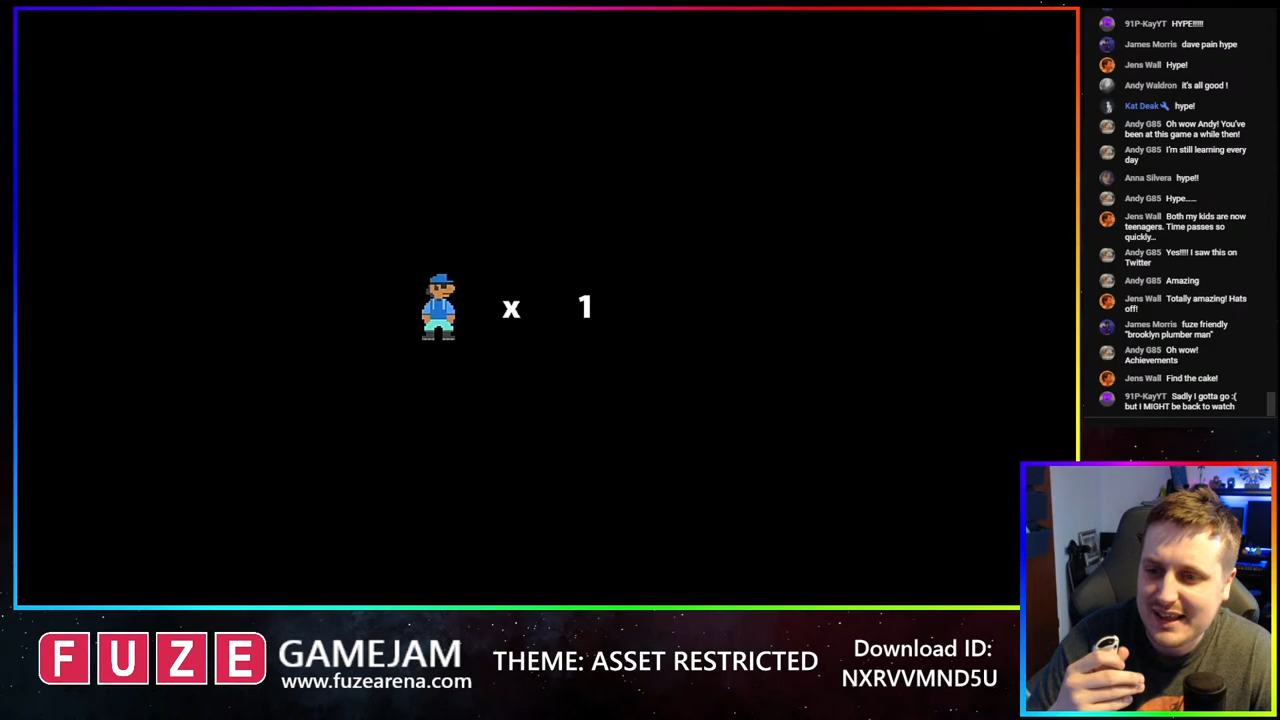 91P-KayYT HYPE!!!!!
James Morris dave pain hype
Jens Wall Hype!
Andy Waldron it's all good !
Kat Deak hype!
Andy G85 Oh wow Andy! You've
been at this game a while then!
Andy G85 I'm still learning every
day
Anna Silvera hype!!
Andy G85 Hype......
Jens Wall Both my kids are now
teenagers. Time passes so
quickly...
Andy G85 Yes!!!! I saw this on
Twitter
Andy G85 Amazing
Jens Wall Totally amazing! Hats
off!
James Morris fuze friendly
"brooklyn plumber man"
Andy G85 Oh wow!
Achievements
Jens Wall Find the cake!
91P-KayYT Sadly I gotta go :(
but I MIGHT be back to watch
x 1
FUZE GAMEJAM
www.fuzearena.com
THEME: ASSET RESTRICTED
Download ID:
NXRVVMND5U